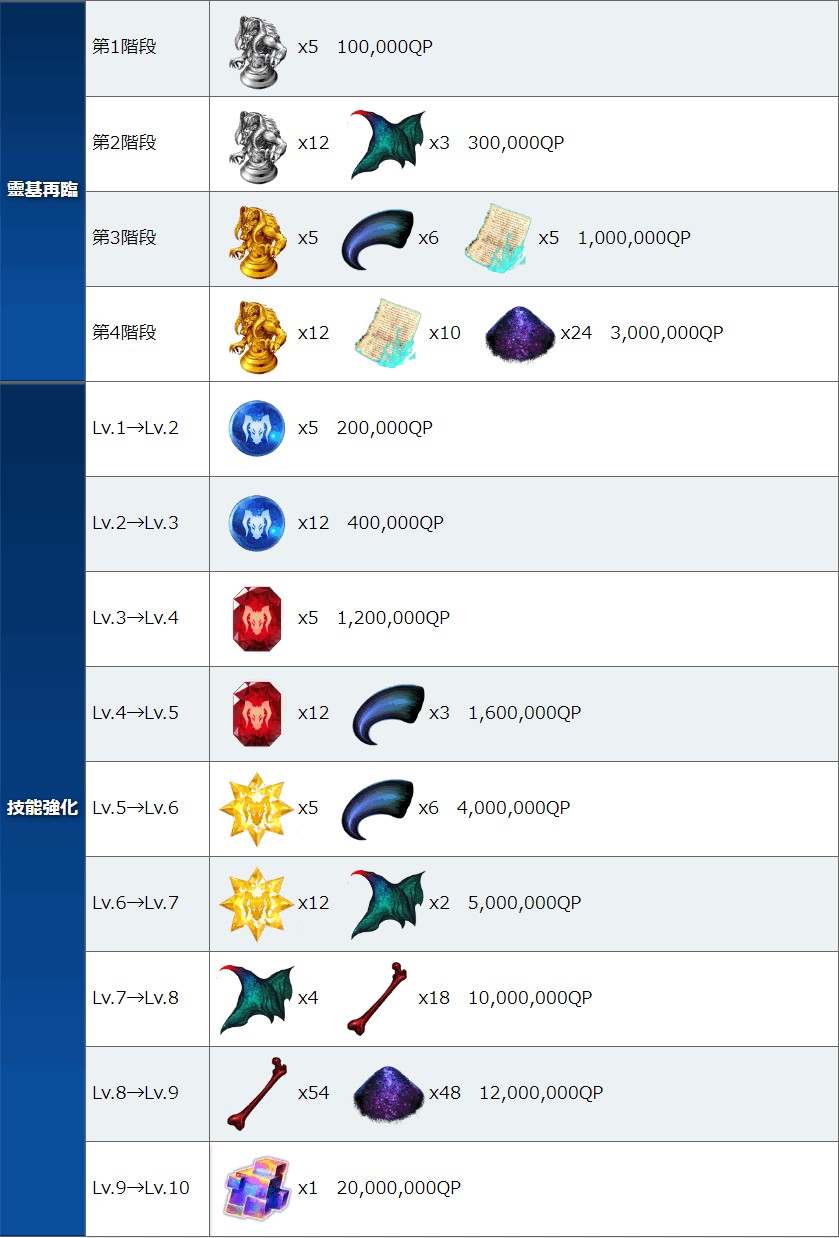 靈基再臨
第1階段 x5 100,000QP
第2階段 x12 x3 300,000QP
第3階段 x5 x6 x5 1,000,000QP
第4階段 x12 x10 x24 3,000,000QP
技能強化
Lv.1→Lv.2 x5 200,000QP
Lv.2→Lv.3 x12 400,000QP
Lv.3→Lv.4 x5 1,200,000QP
Lv.4→Lv.5 x12 x3 1,600,000QP
Lv.5→Lv.6 x5 x6 4,000,000QP
Lv.6→Lv.7 x12 x2 5,000,000QP
Lv.7→Lv.8 x4 x18 10,000,000QP
Lv.8→Lv.9 x54 x48 12,000,000QP
Lv.9→Lv.10 x1 20,000,000QP